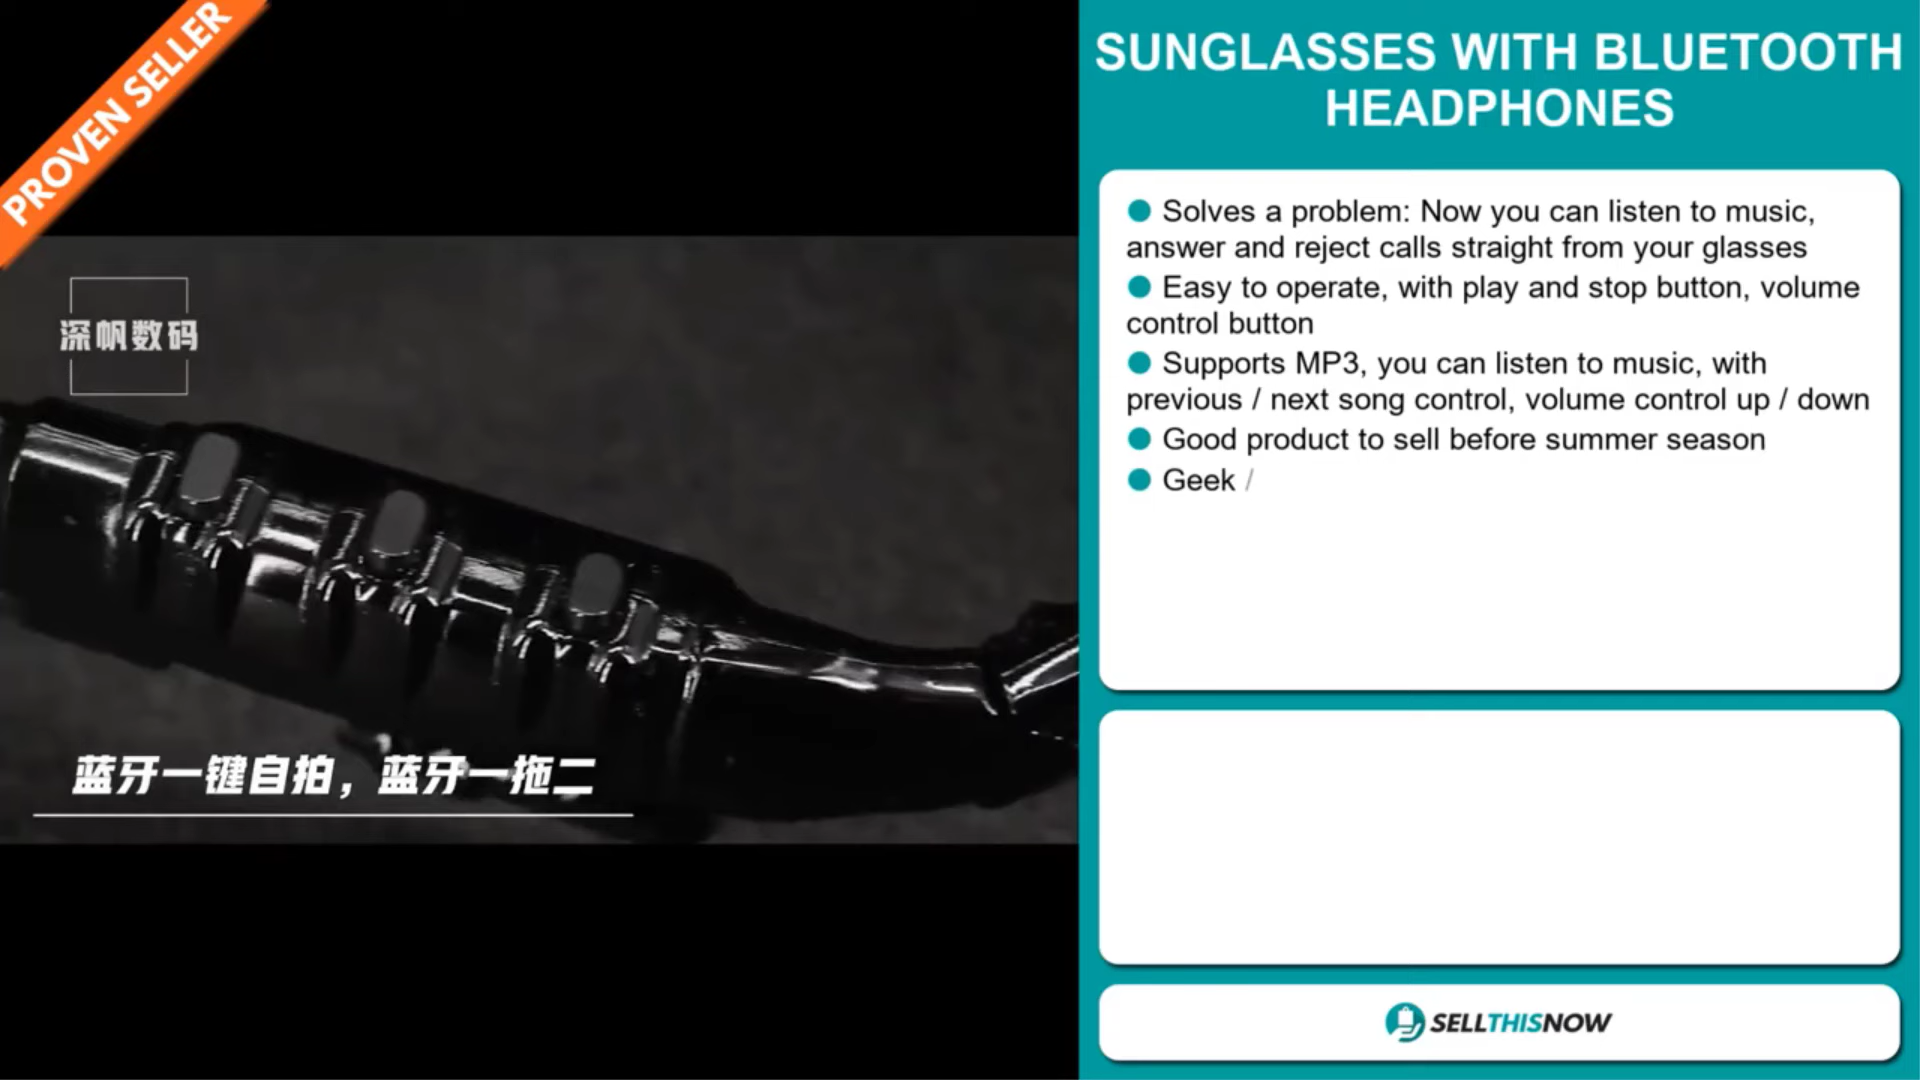 PROVEN SELLER
深帆数码
蓝牙一键自拍，蓝牙一拖二
SUNGLASSES WITH BLUETOOTH
HEADPHONES
● Solves a problem: Now you can listen to music,
answer and reject calls straight from your glasses
● Easy to operate, with play and stop button, volume
control button
● Supports MP3, you can listen to music, with
previous / next song control, volume control up / down
● Good product to sell before summer season
● Geek /
SELLTHISNOW